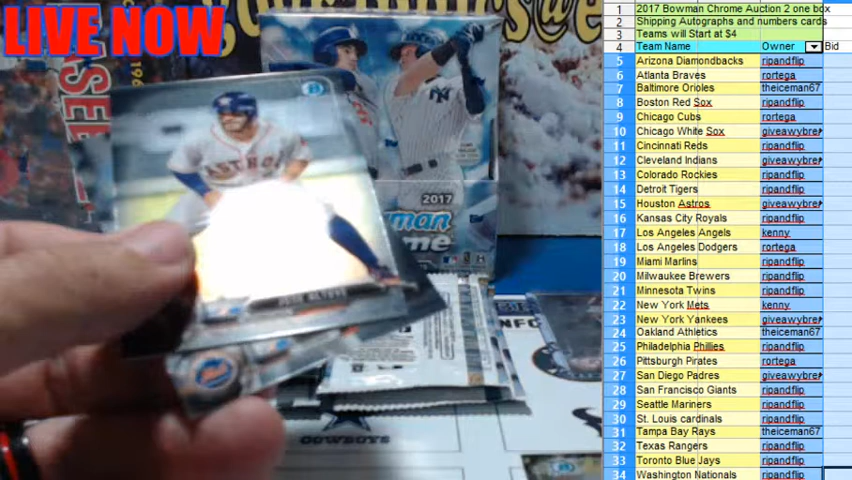 LIVE NOW
2017
1 2017 Bowman Chrome Auction 2 one box
2 Shipping Autographs and numbers cards
3 Teams will Start at $4
4 Team Name Owner Bid
5 Arizona Diamondbacks ripandflip
6 Atlanta Braves rortega
7 Baltimore Orioles theiceman67
8 Boston Red Sox ripandflip
9 Chicago Cubs rortega
10 Chicago White Sox giveawybre
11 Cincinnati Reds ripandflip
12 Cleveland Indians giveawybre
13 Colorado Rockies ripandflip
14 Detroit Tigers ripandflip
15 Houston Astros giveawybre
16 Kansas City Royals ripandflip
17 Los Angeles Angels kenny
18 Los Angeles Dodgers rortega
19 Miami Marlins ripandflip
20 Milwaukee Brewers ripandflip
21 Minnesota Twins ripandflip
22 New York Mets kenny
23 New York Yankees giveawybre
24 Oakland Athletics theiceman67
25 Philadelphia Phillies ripandflip
26 Pittsburgh Pirates rortega
27 San Diego Padres giveawybre
28 San Francisco Giants ripandflip
29 Seattle Mariners ripandflip
30 St. Louis cardinals ripandflip
31 Tampa Bay Rays theiceman67
32 Texas Rangers ripandflip
33 Toronto Blue Jays ripandflip
34 Washington Nationals ripandflip
COWBOYS